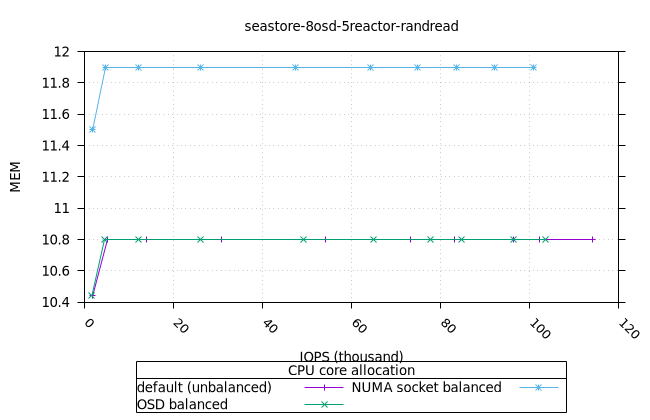 seastore-8osd-5reactor-randread
12
11.8
11.6
11.4
11.2
11
10.8
10.6
10.4
MEM
0 20 40 60 80 100 120
IOPS (thousand)
CPU core allocation
default (unbalanced) NUMA socket balanced
OSD balanced